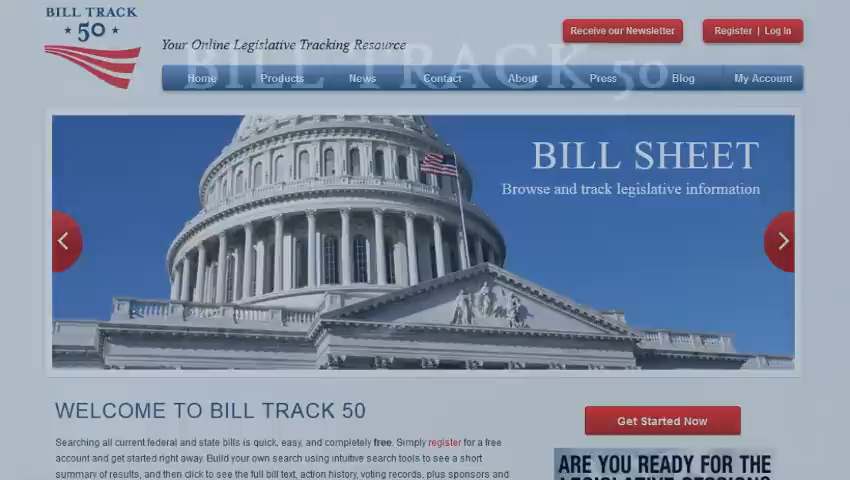 BILL TRACK
50
Your Online Legislative Tracking Resource
Receive our Newsletter
Register | Log In
BILL TRACK 50
Home
Products
News
Contact
About
Press
Blog
My Account
BILL SHEET
Browse and track legislative information
WELCOME TO BILL TRACK 50
Searching all current federal and state bills is quick, easy, and completely free. Simply register for a free
account and get started right away. Build your own search using intuitive search tools to see a short
summary of results, and then click to see the full bill text, action history, voting records, plus sponsors and
Get Started Now
ARE YOU READY FOR THE
LEGISLATIVE SESSIONS?